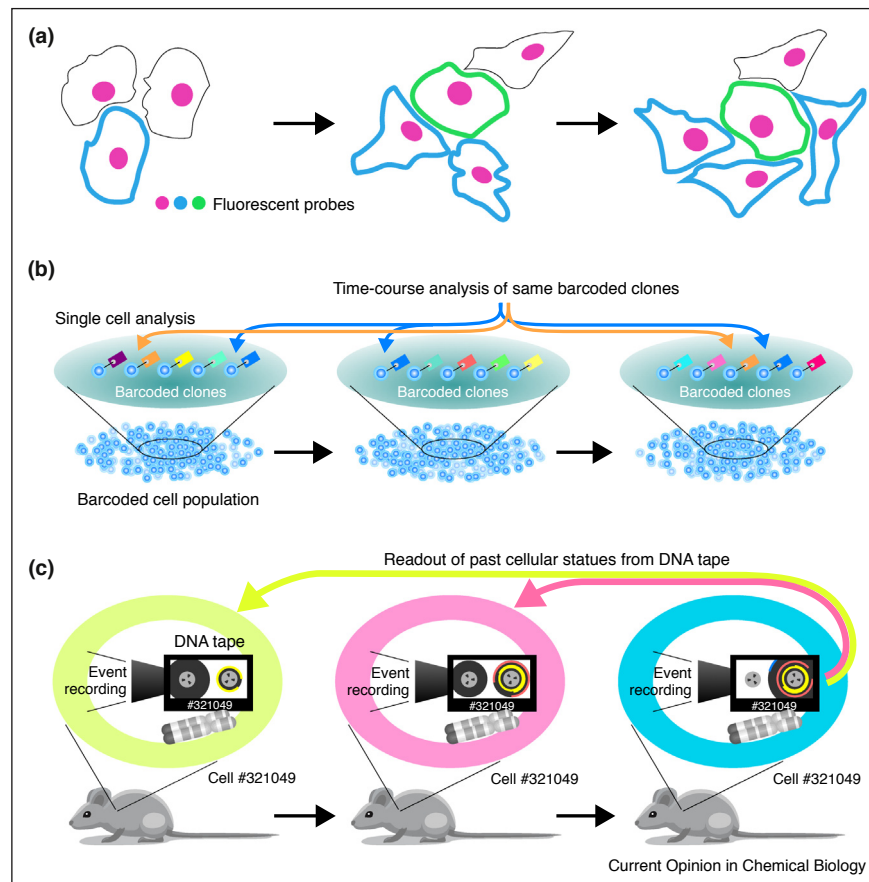 (a)
Fluorescent probes
(b)
Time-course analysis of same barcoded clones
Single cell analysis
Barcoded clones
Barcoded clones
Barcoded clones
Barcoded cell population
(c)
Readout of past cellular statues from DNA tape
DNA tape
Event
recording
#321049
Cell #321049
Event
recording
#321049
Cell #321049
Event
recording
#321049
Cell #321049
Current Opinion in Chemical Biology